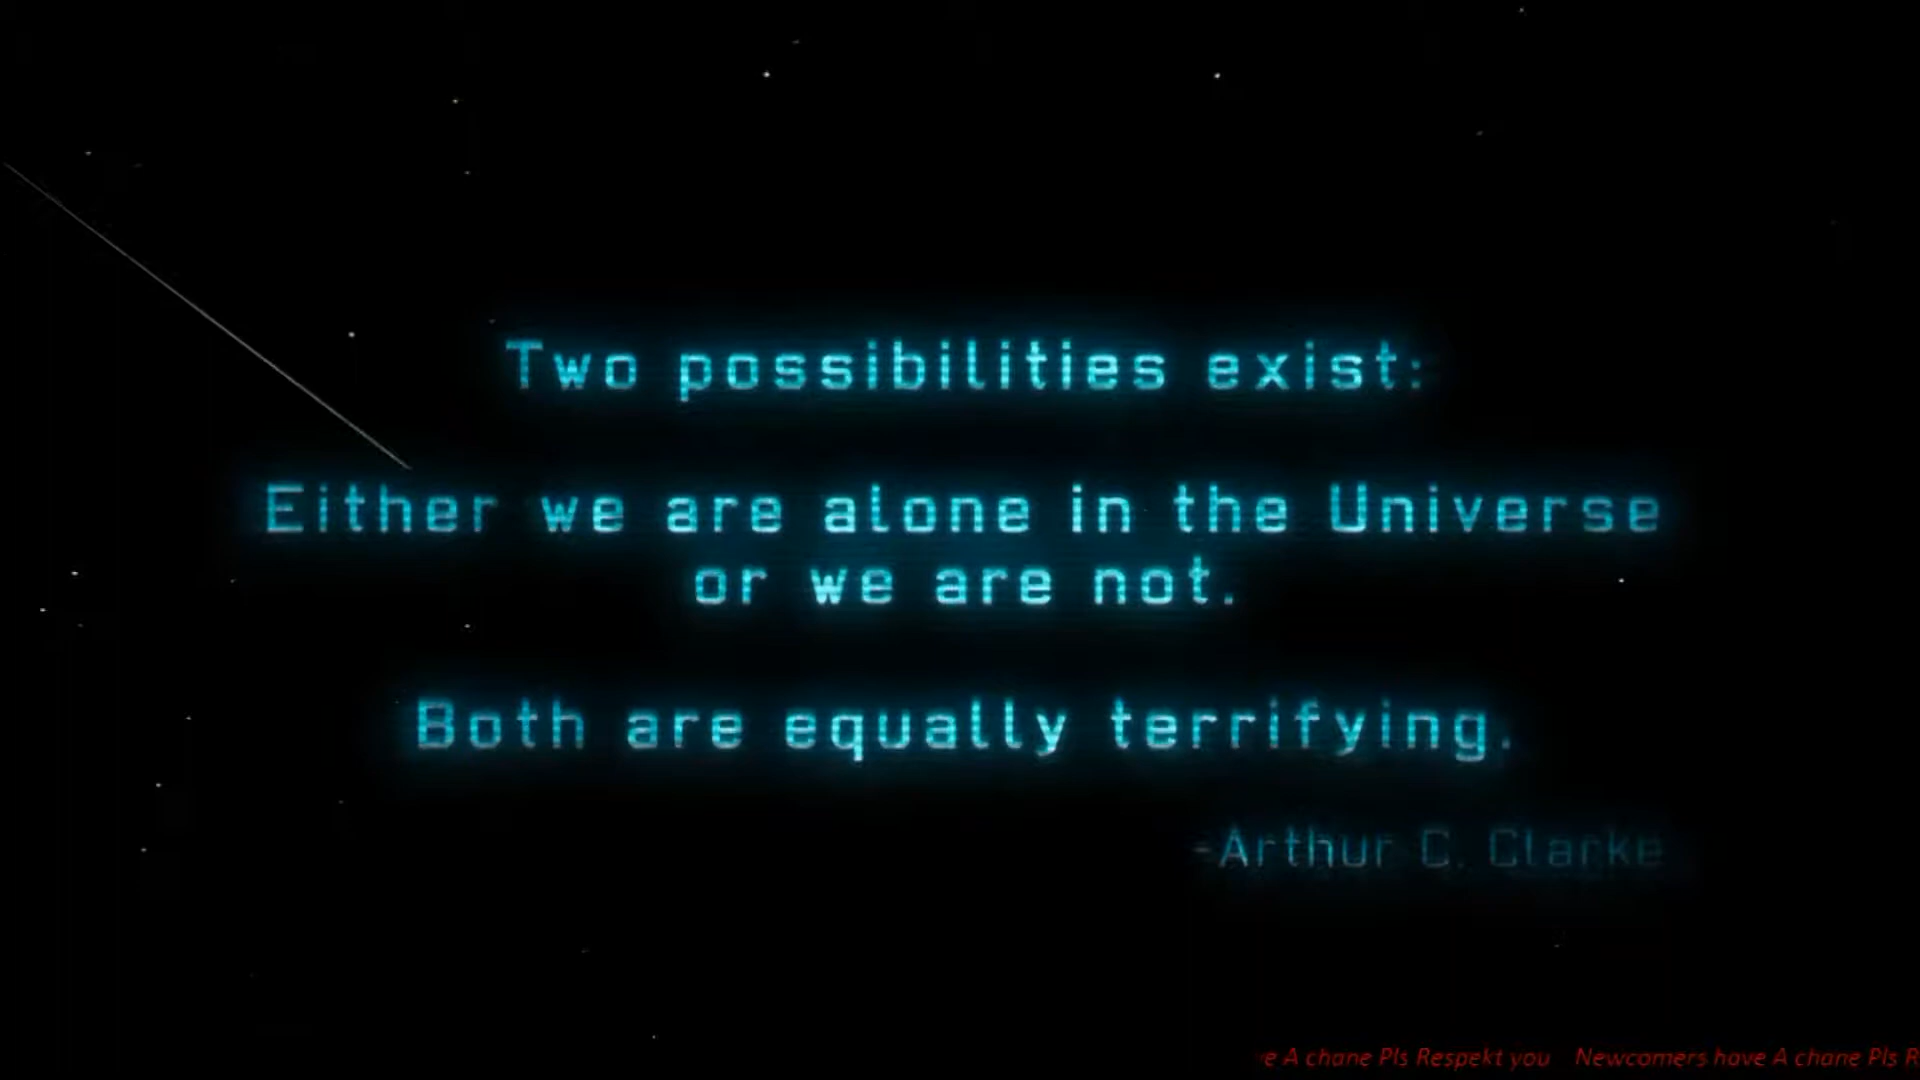 Two possibilities exist:
Either we are alone in the Universe
or we are not.
Both are equally terrifying.
-Arthur C. Clarke
e A chane Pls Respekt you Newcomers have A chane Pls R